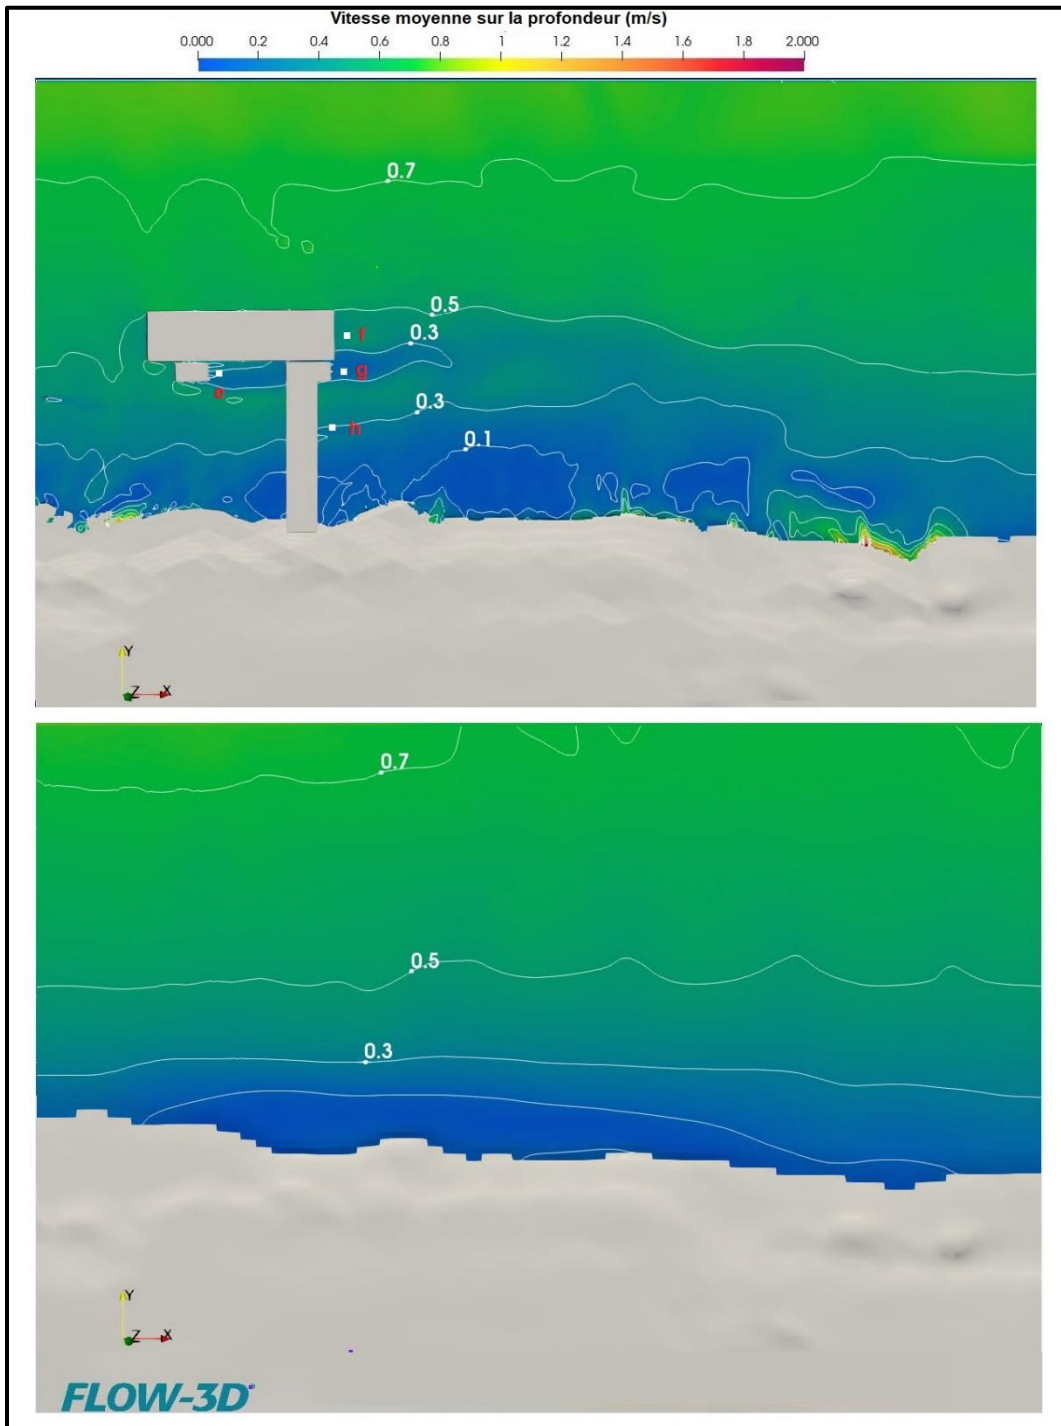 Vitesse moyenne sur la profondeur (m/s)
0.000 0.2 0.4 0.6 0.8 1 1.2 1.4 1.6 1.8 2.000
0.7
0.5
f
0.3
g
e
0.3
h
0.1
Y
Z X
0.7
0.5
0.3
Y
Z X
FLOW-3D